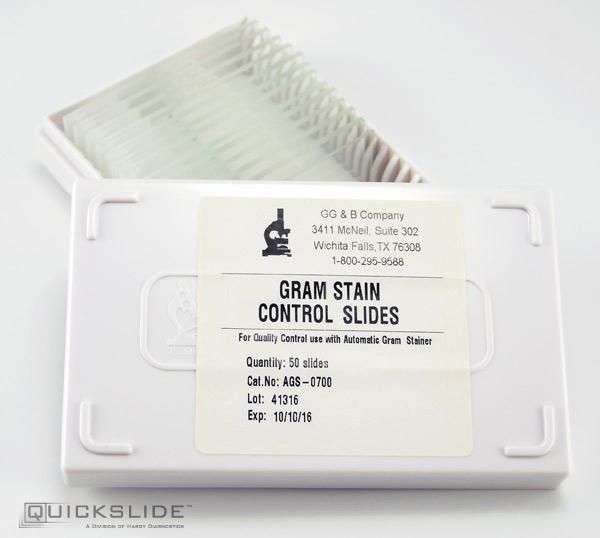 GG & B Company
3411 McNeil, Suite 302
Wichita Falls,TX 76308
1-800-295-9588
GRAM STAIN
CONTROL SLIDES
For Quality Control use with Automatic Gram Stainer
Quantity: 50 slides
Cat.No: AGS-0700
Lot: 41316
Exp: 10/10/16
QUICKSLIDE™
A DIVISION OF HARDY DIAGNOSTICS